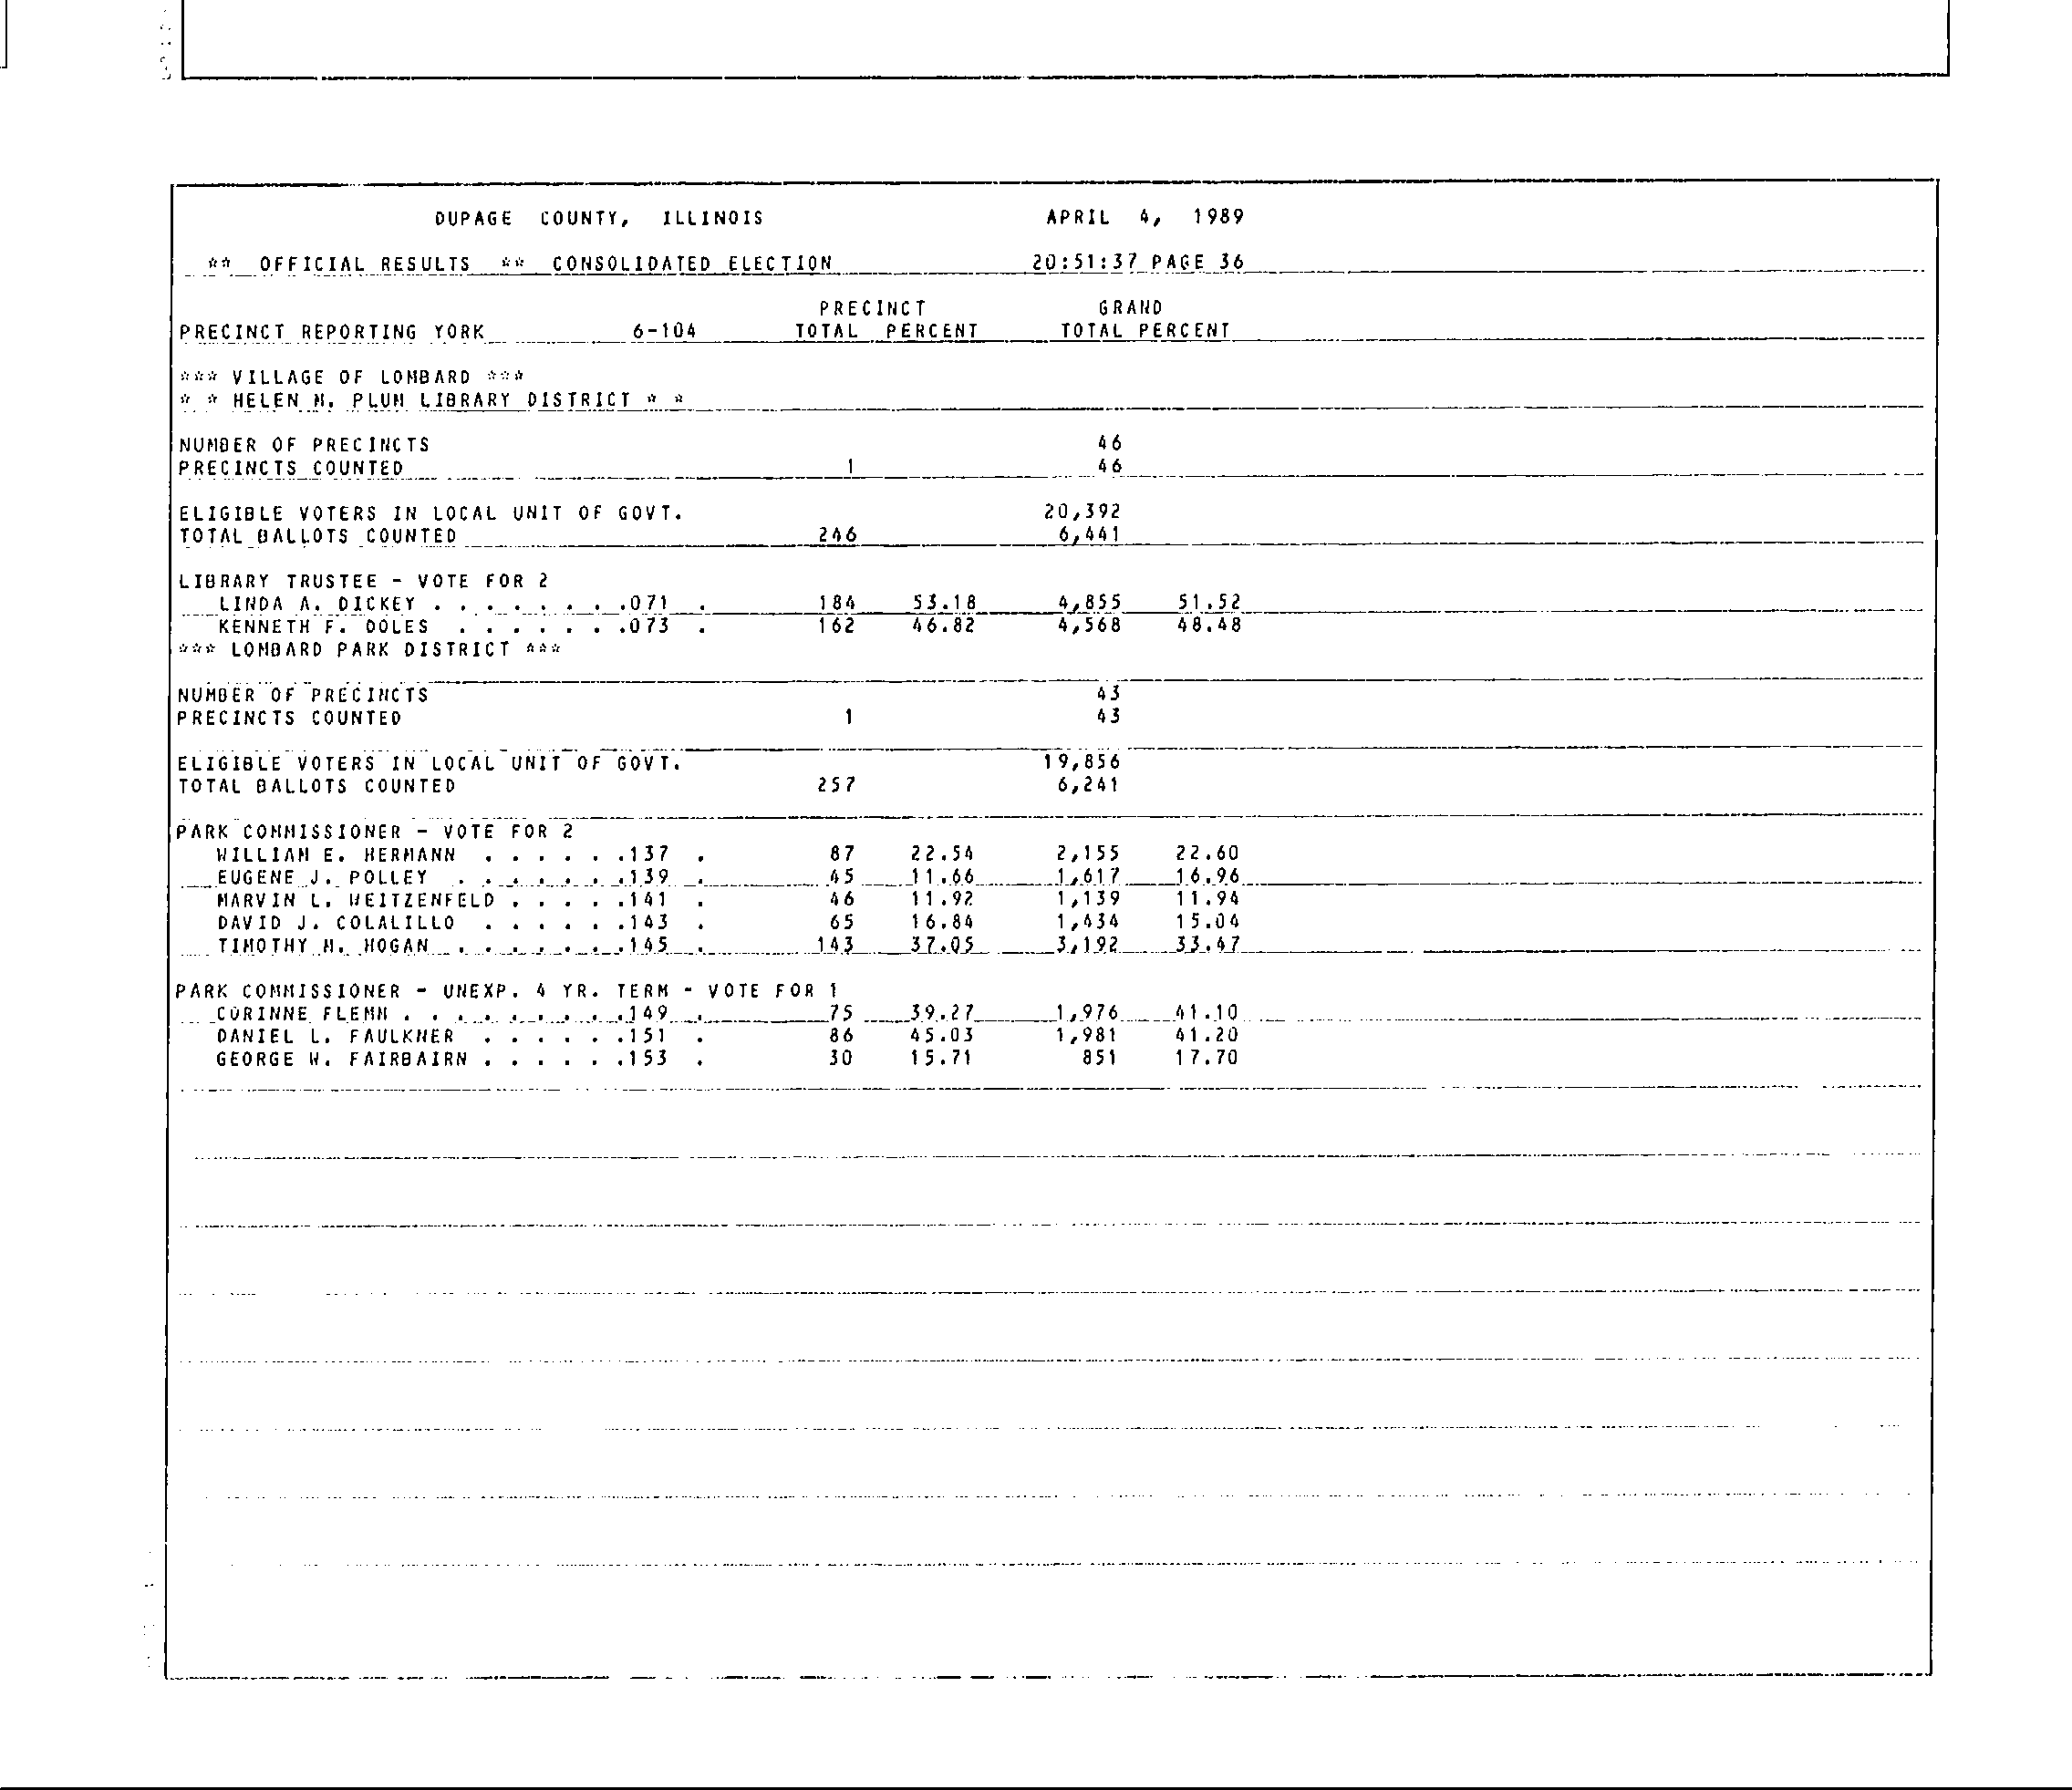 DUPAGE COUNTY, ILLINOIS APRIL 4, 1989
** OFFICIAL RESULTS ** CONSOLIDATED ELECTION 20:51:37 PAGE 36
PRECINCT GRAND
PRECINCT REPORTING YORK 6-104 TOTAL PERCENT TOTAL PERCENT
*** VILLAGE OF LOMBARD ***
* * HELEN M. PLUM LIBRARY DISTRICT * *
NUMBER OF PRECINCTS 46
PRECINCTS COUNTED 1 46
ELIGIBLE VOTERS IN LOCAL UNIT OF GOVT. 20,392
TOTAL BALLOTS COUNTED 246 6,441
LIBRARY TRUSTEE - VOTE FOR 2
LINDA A. DICKEY . . . . . . . .071 . 184 53.18 4,855 51.52
KENNETH F. DOLES . . . . . . .073 . 162 46.82 4,568 48.48
*** LOMBARD PARK DISTRICT ***
NUMBER OF PRECINCTS 43
PRECINCTS COUNTED 1 43
ELIGIBLE VOTERS IN LOCAL UNIT OF GOVT. 19,856
TOTAL BALLOTS COUNTED 257 6,241
PARK COMMISSIONER - VOTE FOR 2
WILLIAM E. HERMANN . . . . . .137 . 87 22.54 2,155 22.60
EUGENE J. POLLEY . . . . . . .139 . 45 11.66 1,617 16.96
MARVIN L. WEITZENFELD . . . . .141 . 46 11.92 1,139 11.94
DAVID J. COLALILLO . . . . . .143 . 65 16.84 1,434 15.04
TIMOTHY M. HOGAN . . . . . . .145 . 143 37.05 3,192 33.47
PARK COMMISSIONER - UNEXP. 4 YR. TERM - VOTE FOR 1
CORINNE FLEMM . . . . . . . . .149 . 75 39.27 1,976 41.10
DANIEL L. FAULKNER . . . . . .151 . 86 45.03 1,981 41.20
GEORGE W. FAIRBAIRN . . . . . .153 . 30 15.71 851 17.70